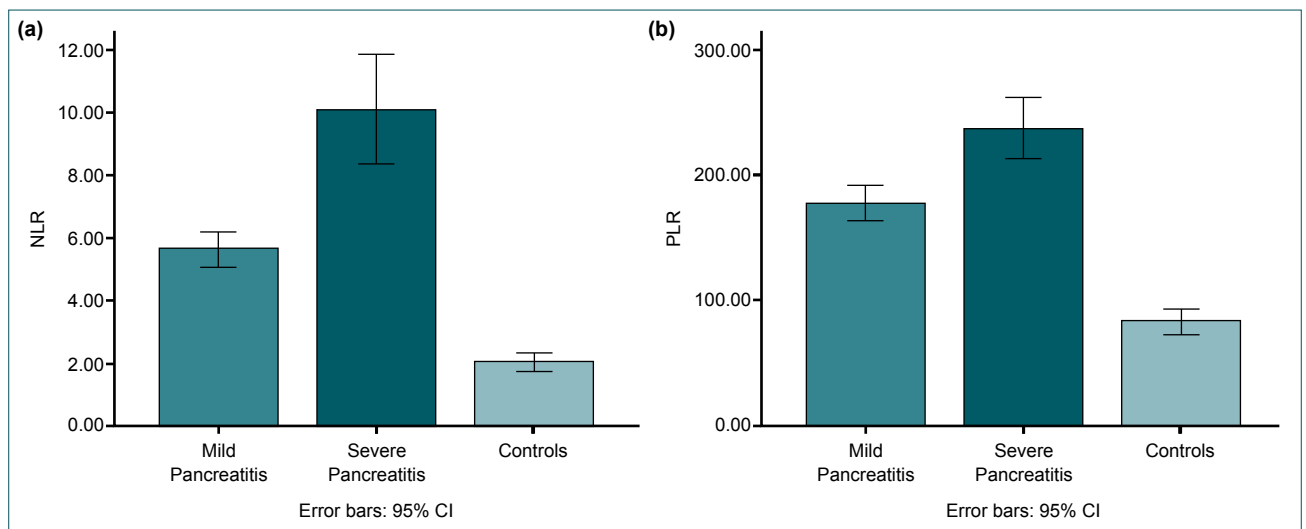 (a)
12.00
10.00
8.00
6.00
4.00
2.00
0.00
NLR
Mild
Pancreatitis
Severe
Pancreatitis
Controls
Error bars: 95% CI
(b)
300.00
200.00
100.00
0.00
PLR
Mild
Pancreatitis
Severe
Pancreatitis
Controls
Error bars: 95% CI